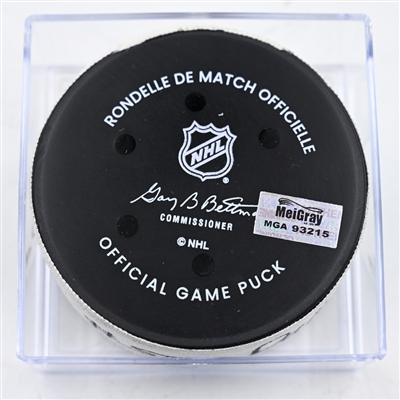 RONDELLE DE MATCH OFFICIELLE
NHL
Gary B Bettman
COMMISSIONER
© NHL
MeiGray
MGA 93215
OFFICIAL GAME PUCK